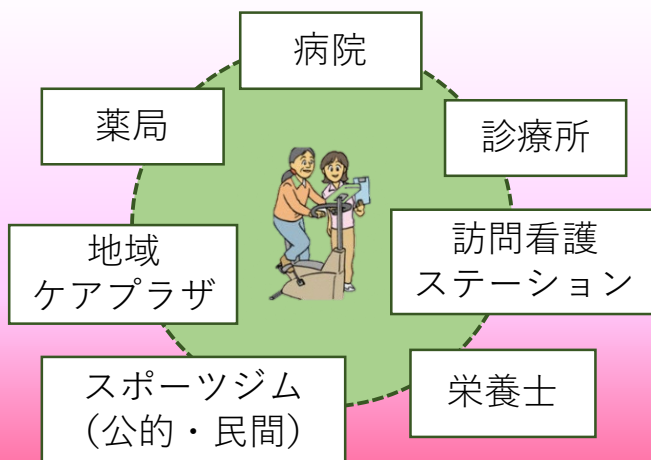 病院
薬局
診療所
地域
ケアプラザ
訪問看護
ステーション
スポーツジム
（公的・民間）
栄養士